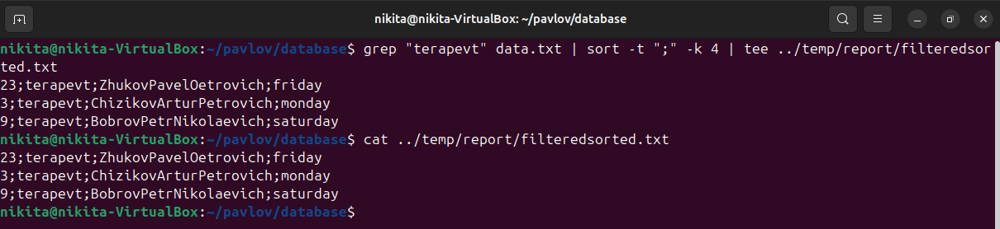 nikita@nikita-VirtualBox: ~/pavlov/database
nikita@nikita-VirtualBox:~/pavlov/database$ grep "terapevt" data.txt | sort -t ";" -k 4 | tee ../temp/report/filteredsor
ted.txt
23;terapevt;ZhukovPavelOetrovich;friday
3;terapevt;ChizikovArturPetrovich;monday
9;terapevt;BobrovPetrNikolaevich;saturday
nikita@nikita-VirtualBox:~/pavlov/database$ cat ../temp/report/filteredsorted.txt
23;terapevt;ZhukovPavelOetrovich;friday
3;terapevt;ChizikovArturPetrovich;monday
9;terapevt;BobrovPetrNikolaevich;saturday
nikita@nikita-VirtualBox:~/pavlov/database$